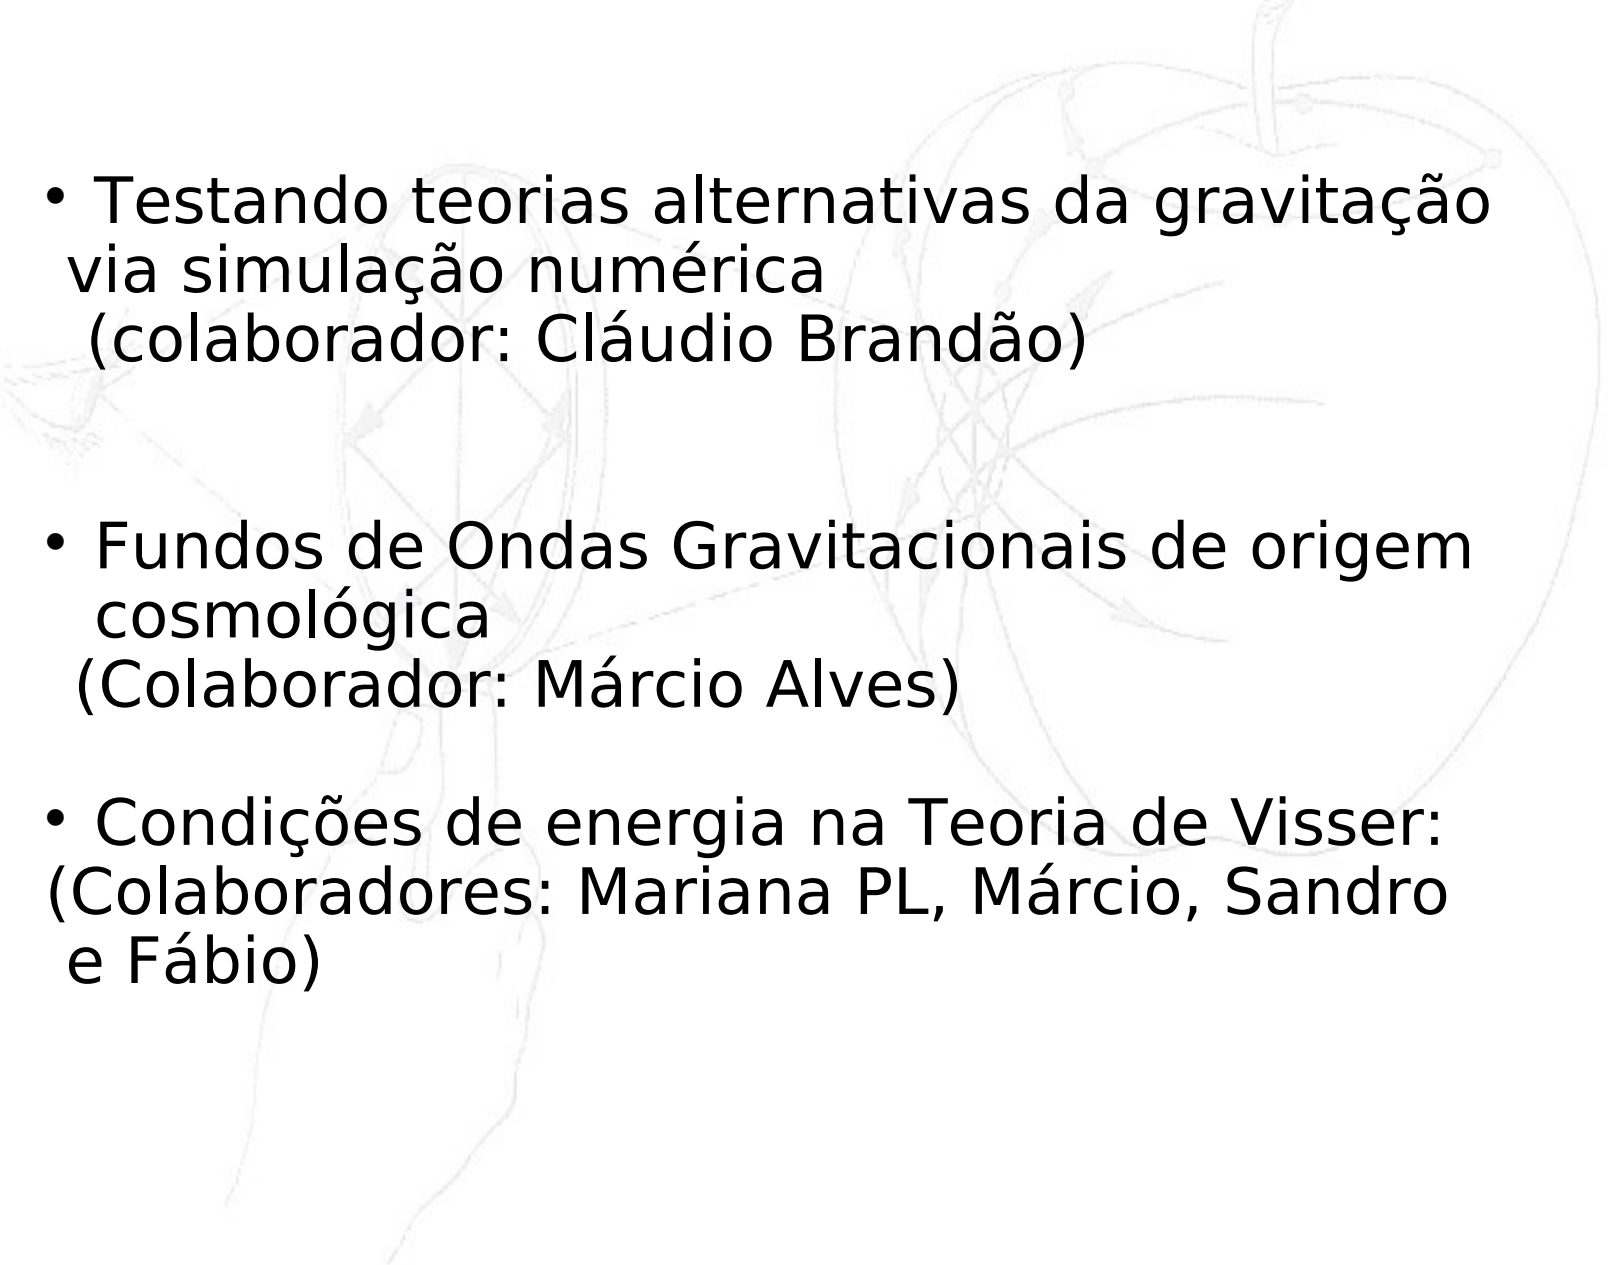 • Testando teorias alternativas da gravitação
via simulação numérica
(colaborador: Cláudio Brandão)
• Fundos de Ondas Gravitacionais de origem
cosmológica
(Colaborador: Márcio Alves)
• Condições de energia na Teoria de Visser:
(Colaboradores: Mariana PL, Márcio, Sandro
e Fábio)